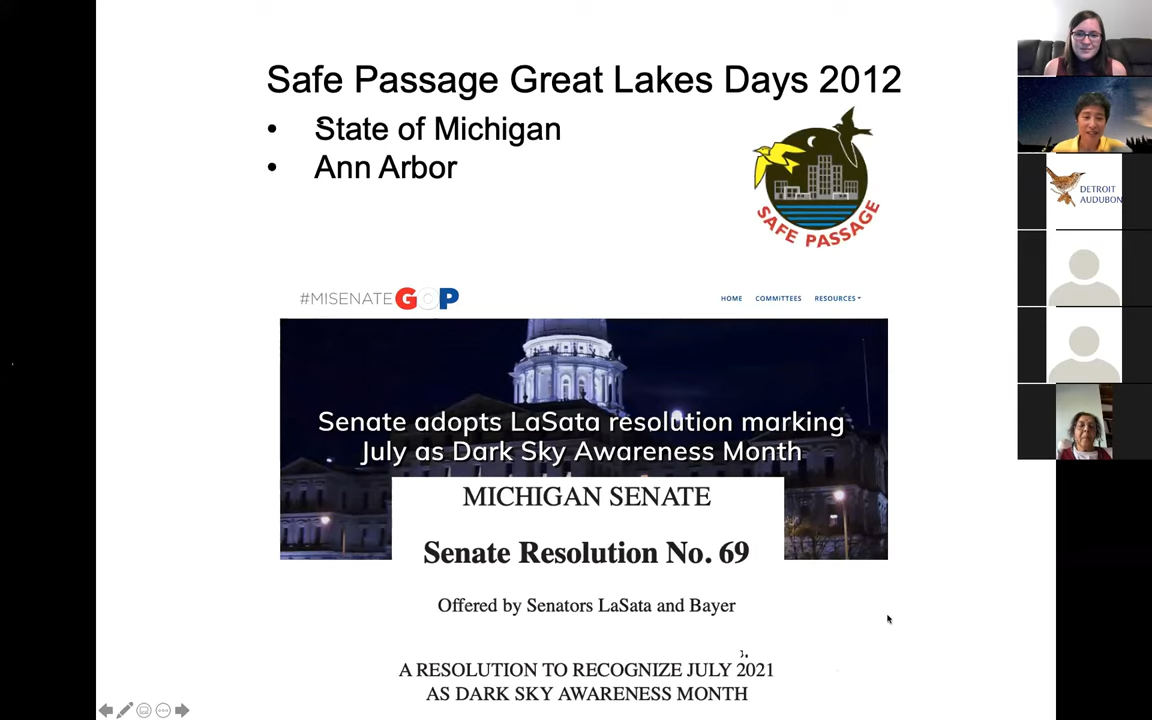 Safe Passage Great Lakes Days 2012
• State of Michigan
• Ann Arbor
SAFE PASSAGE
#MISENATEGOP
HOME COMMITTEES RESOURCES
Senate adopts LaSata resolution marking
July as Dark Sky Awareness Month
MICHIGAN SENATE
Senate Resolution No. 69
Offered by Senators LaSata and Bayer
A RESOLUTION TO RECOGNIZE JULY 2021
AS DARK SKY AWARENESS MONTH
DETROIT
AUDUBON